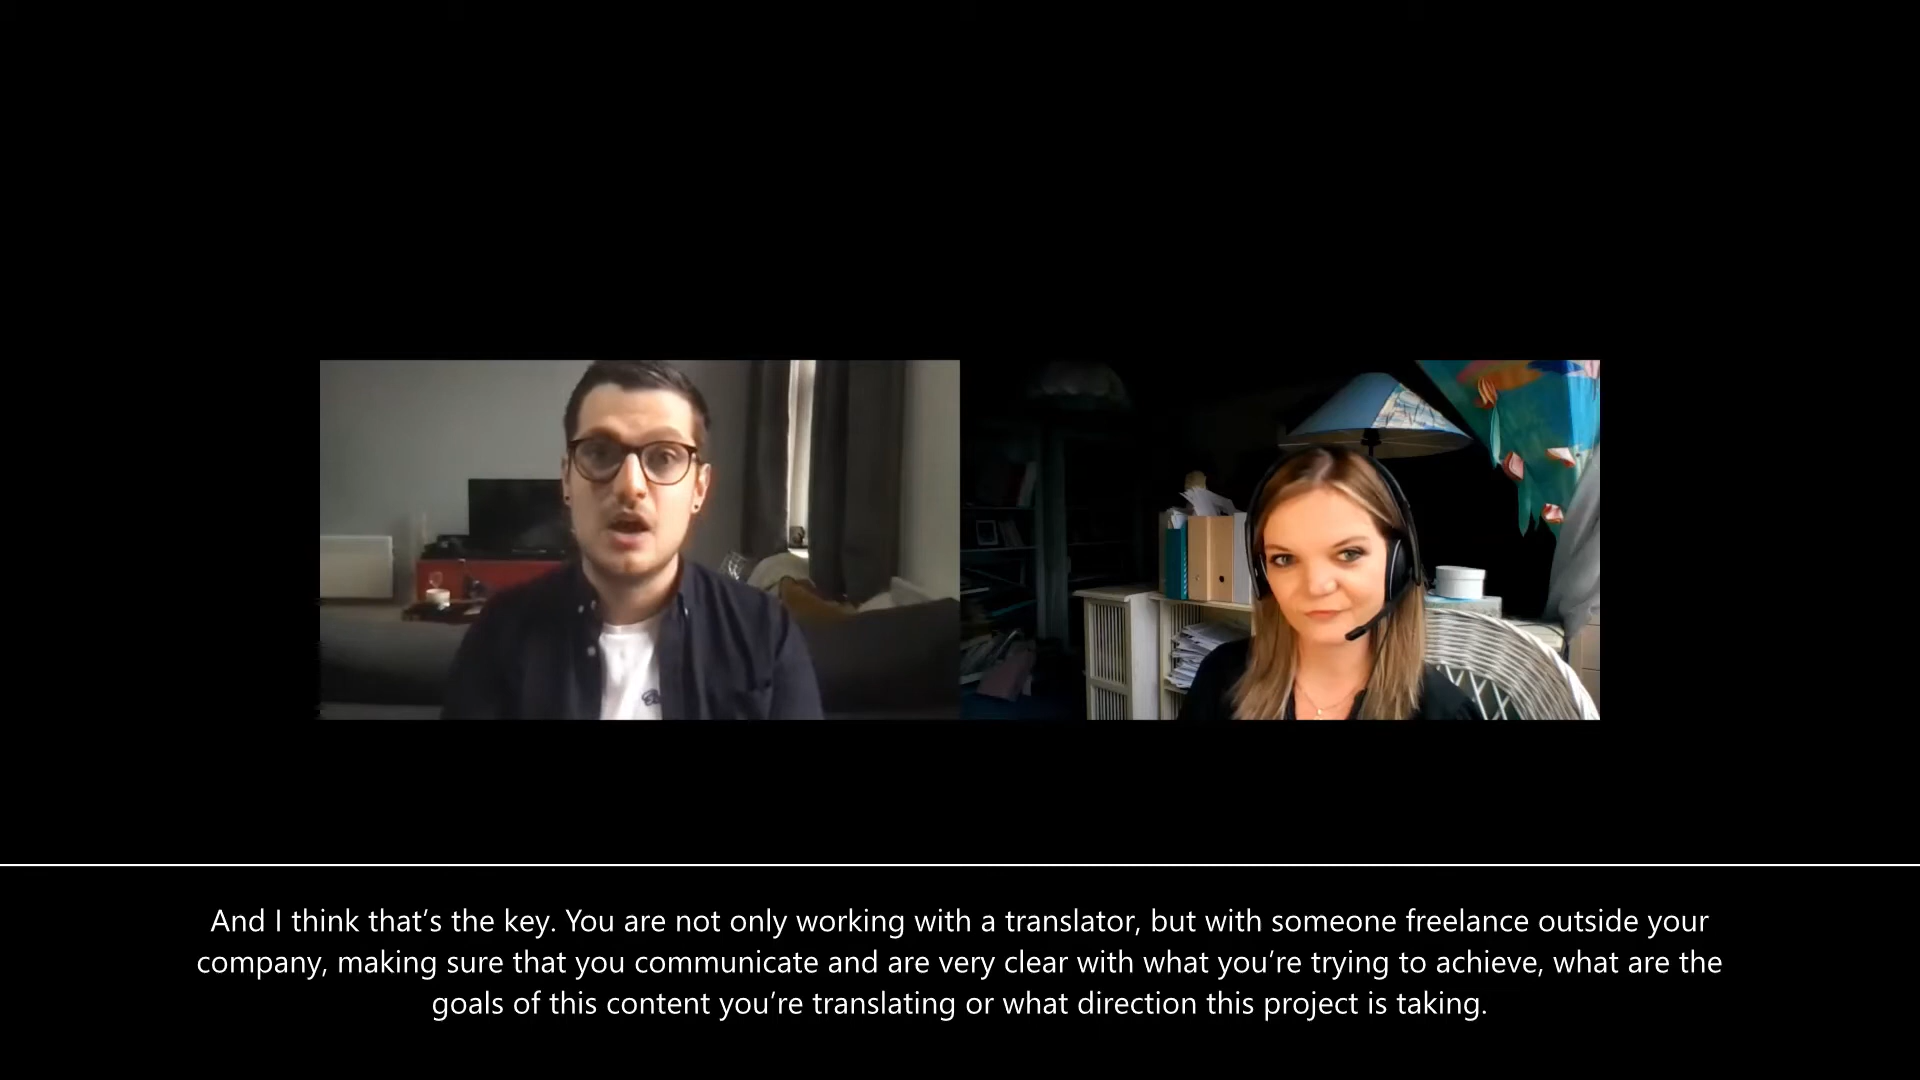 And I think that’s the key. You are not only working with a translator, but with someone freelance outside your
company, making sure that you communicate and are very clear with what you’re trying to achieve, what are the
goals of this content you’re translating or what direction this project is taking.